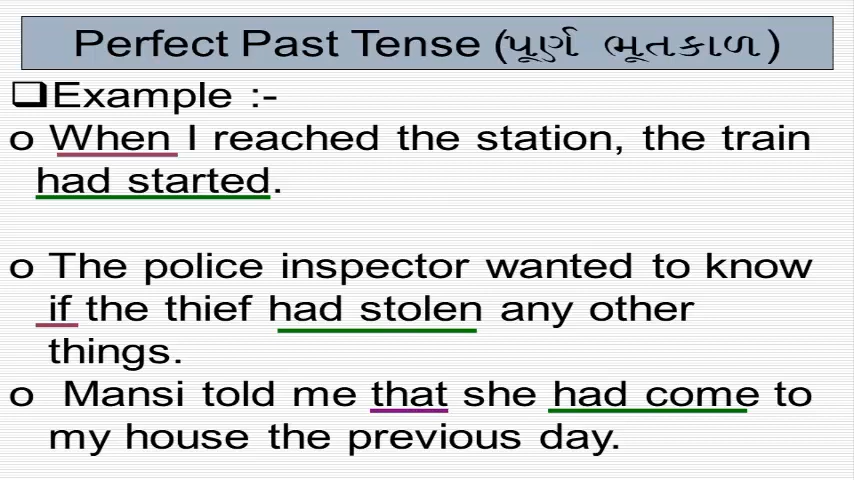 Perfect Past Tense (પૂર્ણ ભૂતકાળ)
❑Example :-
o When I reached the station, the train
had started.
o The police inspector wanted to know
if the thief had stolen any other
things.
o Mansi told me that she had come to
my house the previous day.